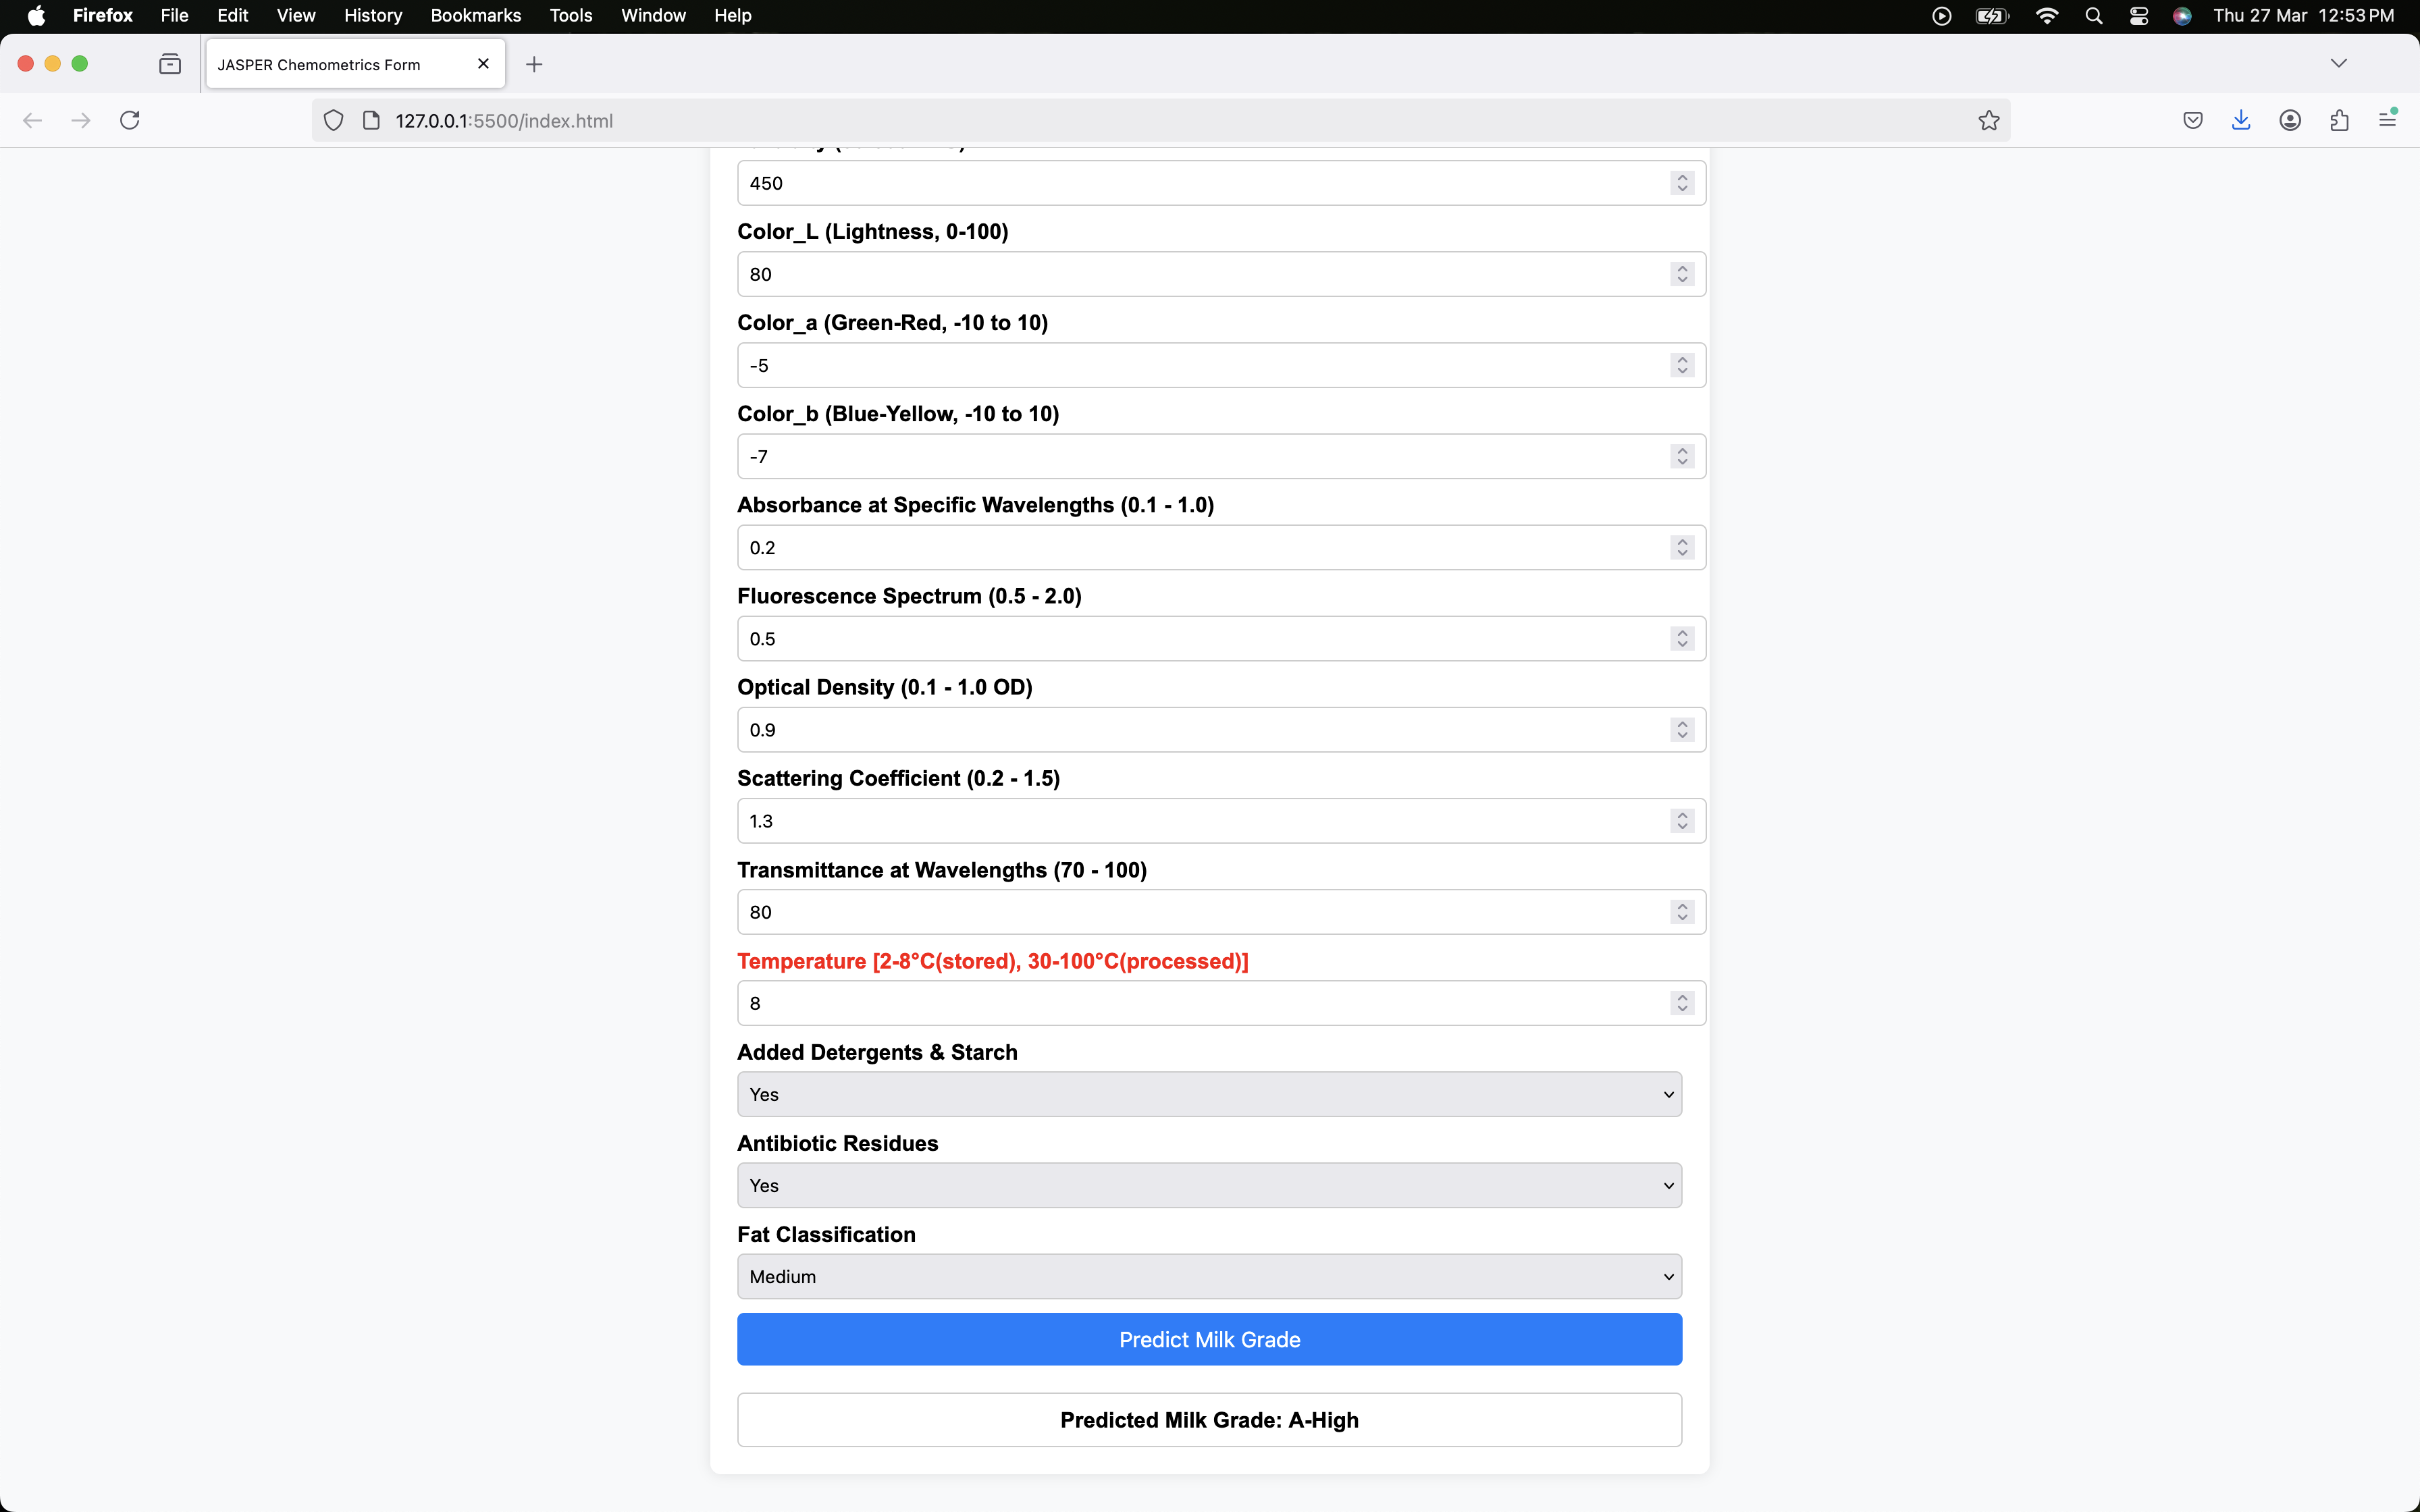 Firefox File Edit View History Bookmarks Tools Window Help Thu 27 Mar 12:53 PM
JASPER Chemometrics Form
127.0.0.1:5500/index.html
450
Color_L (Lightness, 0-100)
80
Color_a (Green-Red, -10 to 10)
-5
Color_b (Blue-Yellow, -10 to 10)
-7
Absorbance at Specific Wavelengths (0.1 - 1.0)
0.2
Fluorescence Spectrum (0.5 - 2.0)
0.5
Optical Density (0.1 - 1.0 OD)
0.9
Scattering Coefficient (0.2 - 1.5)
1.3
Transmittance at Wavelengths (70 - 100)
80
Temperature [2-8°C(stored), 30-100°C(processed)]
8
Added Detergents & Starch
Yes
Antibiotic Residues
Yes
Fat Classification
Medium
Predict Milk Grade
Predicted Milk Grade: A-High